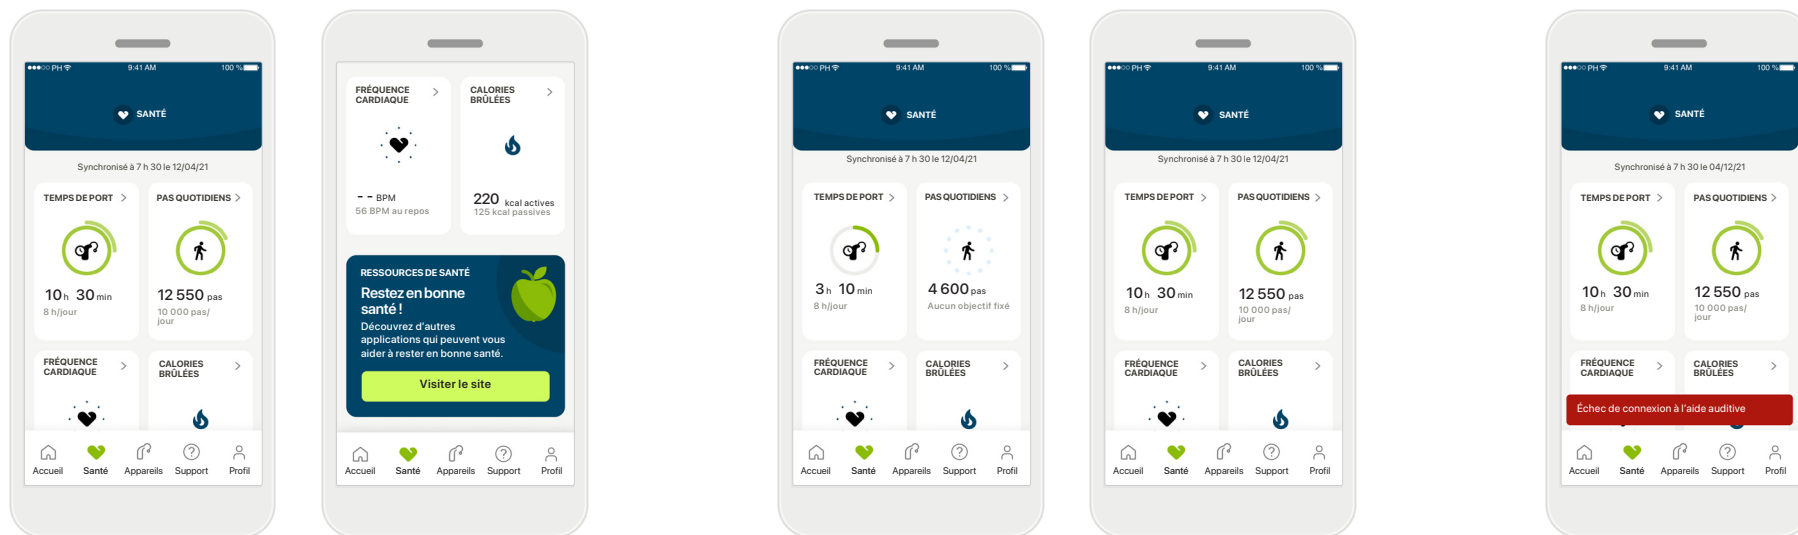 PH 9:41 AM 100 %
SANTÉ
Synchronisé à 7 h 30 le 12/04/21
TEMPS DE PORT
10 h 30 min
8 h/jour
PAS QUOTIDIENS
12 550 pas
10 000 pas/
jour
FRÉQUENCE
CARDIAQUE
CALORIES
BRÛLÉES
Accueil Santé Appareils Support Profil
FRÉQUENCE
CARDIAQUE
-- BPM
56 BPM au repos
CALORIES
BRÛLÉES
220 kcal actives
125 kcal passives
RESSOURCES DE SANTÉ
Restez en bonne
santé !
Découvrez d'autres
applications qui peuvent vous
aider à rester en bonne santé.
Visiter le site
Accueil Santé Appareils Support Profil
PH 9:41 AM 100 %
SANTÉ
Synchronisé à 7 h 30 le 12/04/21
TEMPS DE PORT
3 h 10 min
8 h/jour
PAS QUOTIDIENS
4 600 pas
Aucun objectif fixé
FRÉQUENCE
CARDIAQUE
CALORIES
BRÛLÉES
Accueil Santé Appareils Support Profil
PH 9:41 AM 100 %
SANTÉ
Synchronisé à 7 h 30 le 12/04/21
TEMPS DE PORT
10 h 30 min
8 h/jour
PAS QUOTIDIENS
12 550 pas
10 000 pas/
jour
FRÉQUENCE
CARDIAQUE
CALORIES
BRÛLÉES
Accueil Santé Appareils Support Profil
PH 9:41 AM 100 %
SANTÉ
Synchronisé à 7 h 30 le 04/12/21
TEMPS DE PORT
10 h 30 min
8 h/jour
PAS QUOTIDIENS
12 550 pas
10 000 pas/
jour
FRÉQUENCE
CARDIAQUE
CALORIES
BRÛLÉES
Échec de connexion à l'aide auditive
Accueil Santé Appareils Support Profil